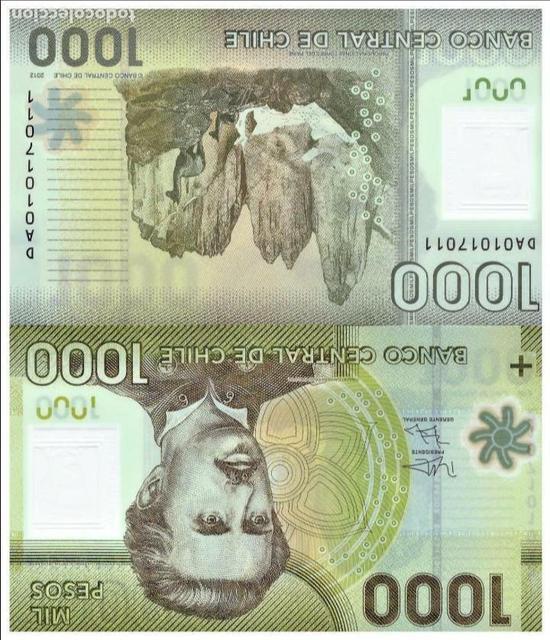 todocoleccion
1000
BANCO CENTRAL DE CHILE
© BANCO CENTRAL DE CHILE 2012
1000
DA01017011
DA01017011
1000
1000
BANCO CENTRAL DE CHILE
+
1000
PRESIDENTE
GERENTE GENERAL
MIL
PESOS
1000